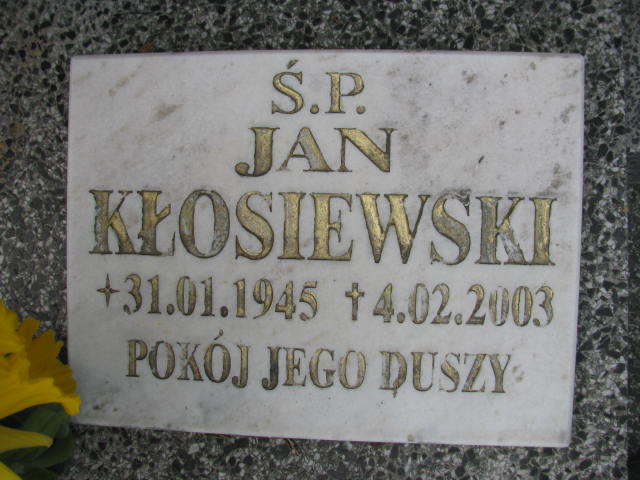 Ś.P.
JAN
KŁOSIEWSKI
✦31.01.1945 †4.02.2003
POKÓJ JEGO DUSZY